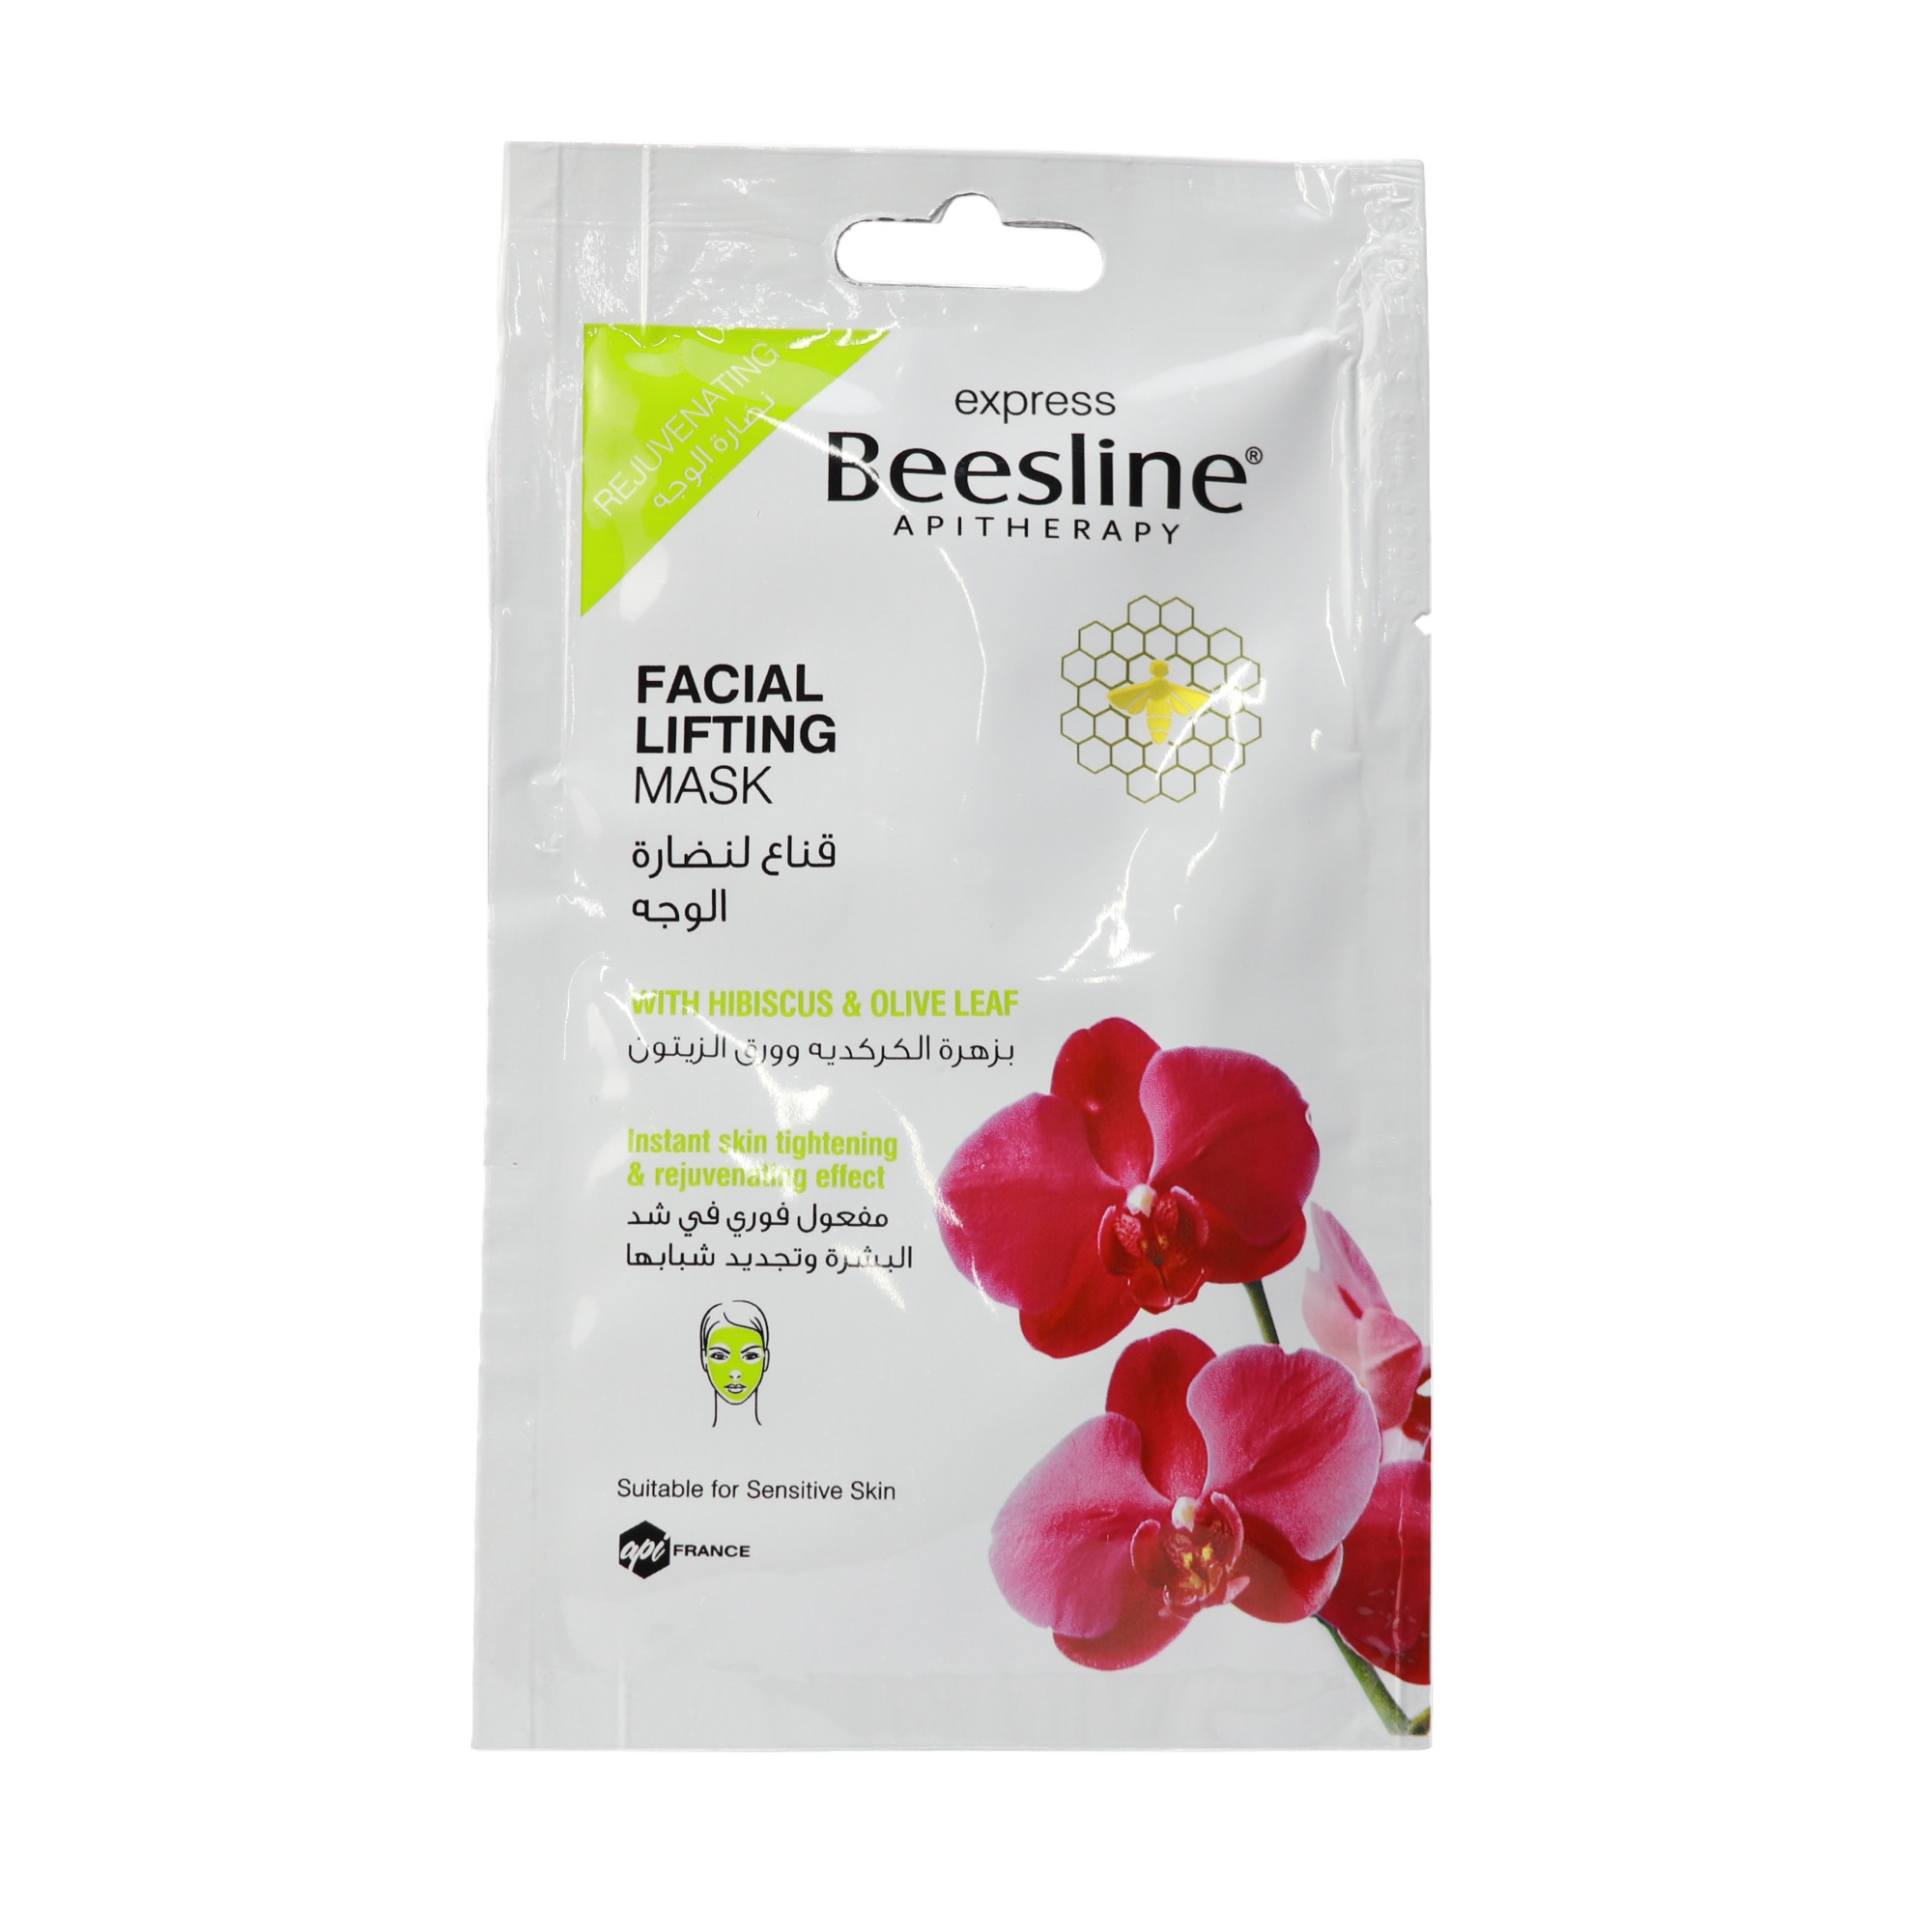 REJUVENATING
نضارة الوجه
express
Beesline®
APITHERAPY
FACIAL
LIFTING
MASK
قناع لنضارة
الوجه
WITH HIBISCUS & OLIVE LEAF
بزهرة الكركديه وورق الزيتون
Instant skin tightening
& rejuvenating effect
مفعول فوري في شد
البشرة وتجديد شبابها
Suitable for Sensitive Skin
api FRANCE